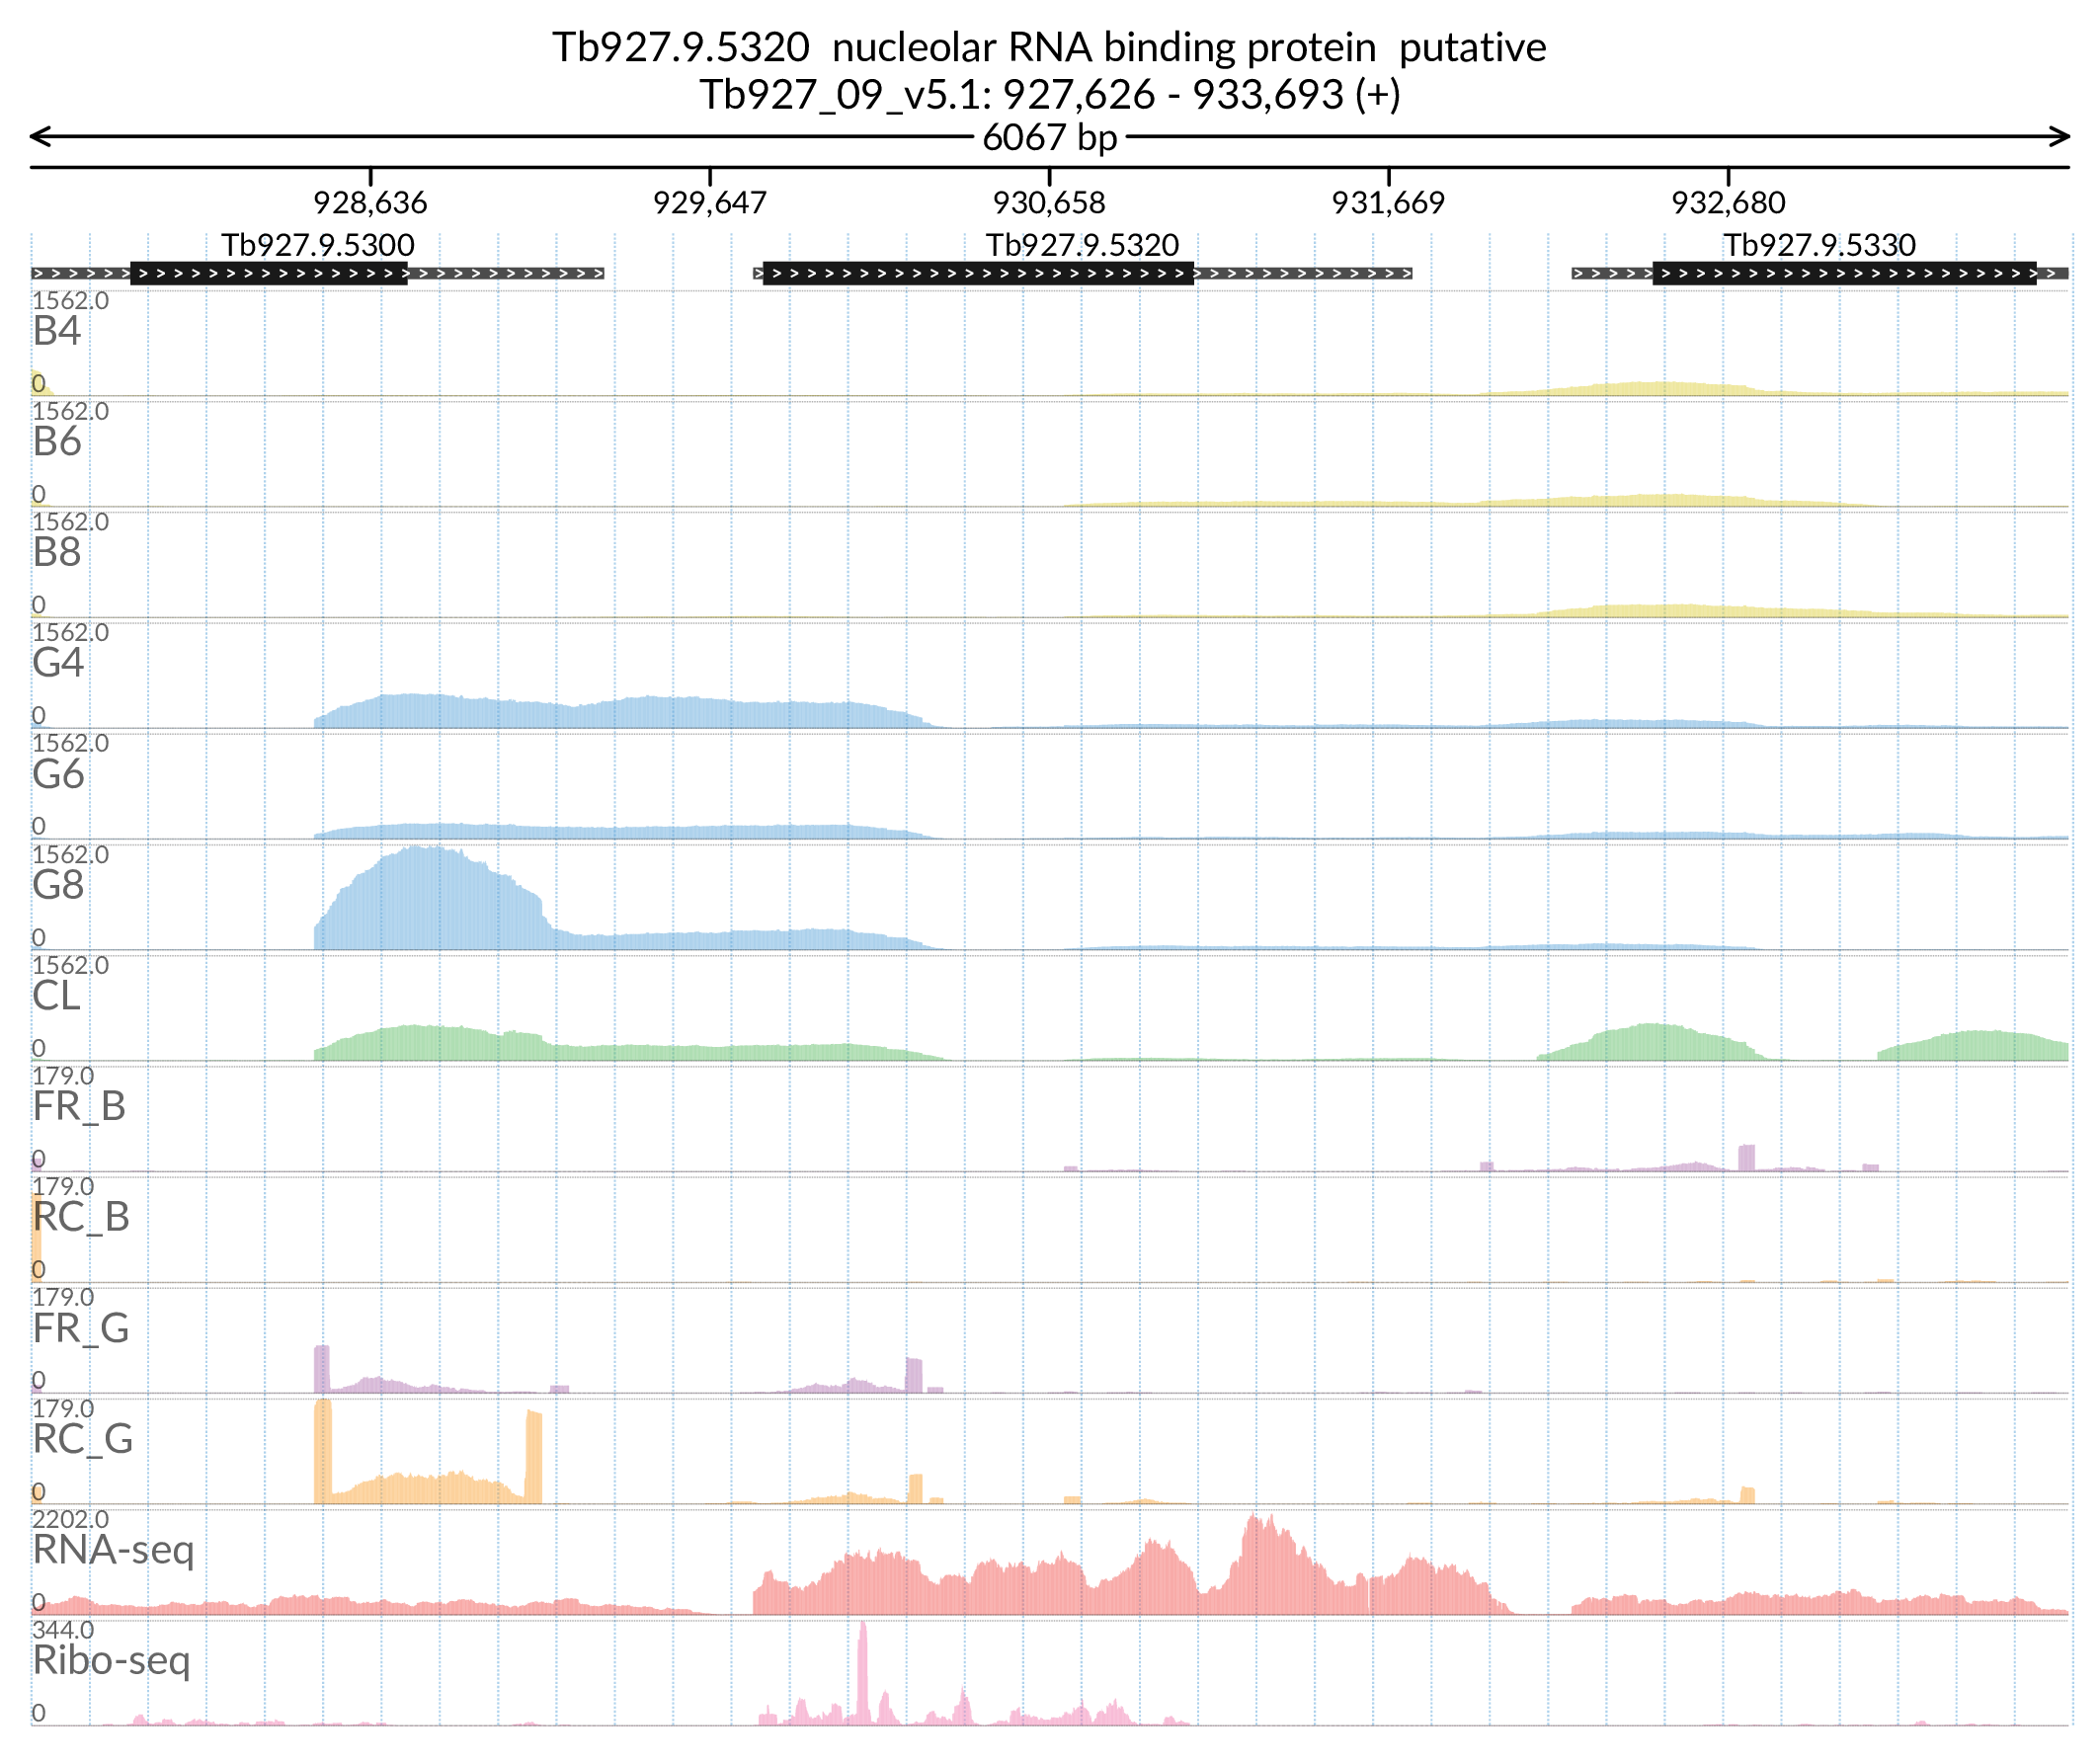 Tb927.9.5320  nucleolar RNA binding protein  putative
Tb927_09_v5.1: 927,626 - 933,693 (+)
6067 bp
928,636 929,647 930,658 931,669 932,680
Tb927.9.5300 Tb927.9.5320 Tb927.9.5330
1562.0
B4
0
1562.0
B6
0
1562.0
B8
0
1562.0
G4
0
1562.0
G6
0
1562.0
G8
0
1562.0
CL
0
179.0
FR_B
0
179.0
RC_B
0
179.0
FR_G
0
179.0
RC_G
0
2202.0
RNA-seq
0
344.0
Ribo-seq
0